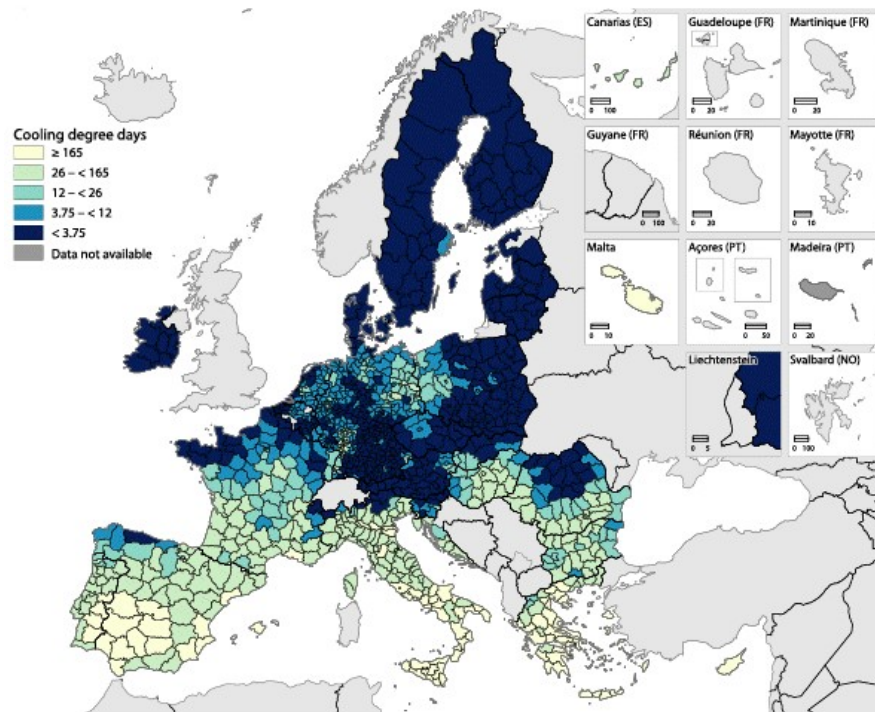 Cooling degree days
≥ 165
26 – < 165
12 – < 26
3.75 – < 12
< 3.75
Data not available
Canarias (ES)
0 100
Guadeloupe (FR)
0 20
Martinique (FR)
0 20
Guyane (FR)
0 100
Réunion (FR)
0 20
Mayotte (FR)
0 10
Malta
0 10
Açores (PT)
0 50
Madeira (PT)
0 20
Liechtenstein
0 5
Svalbard (NO)
0 100